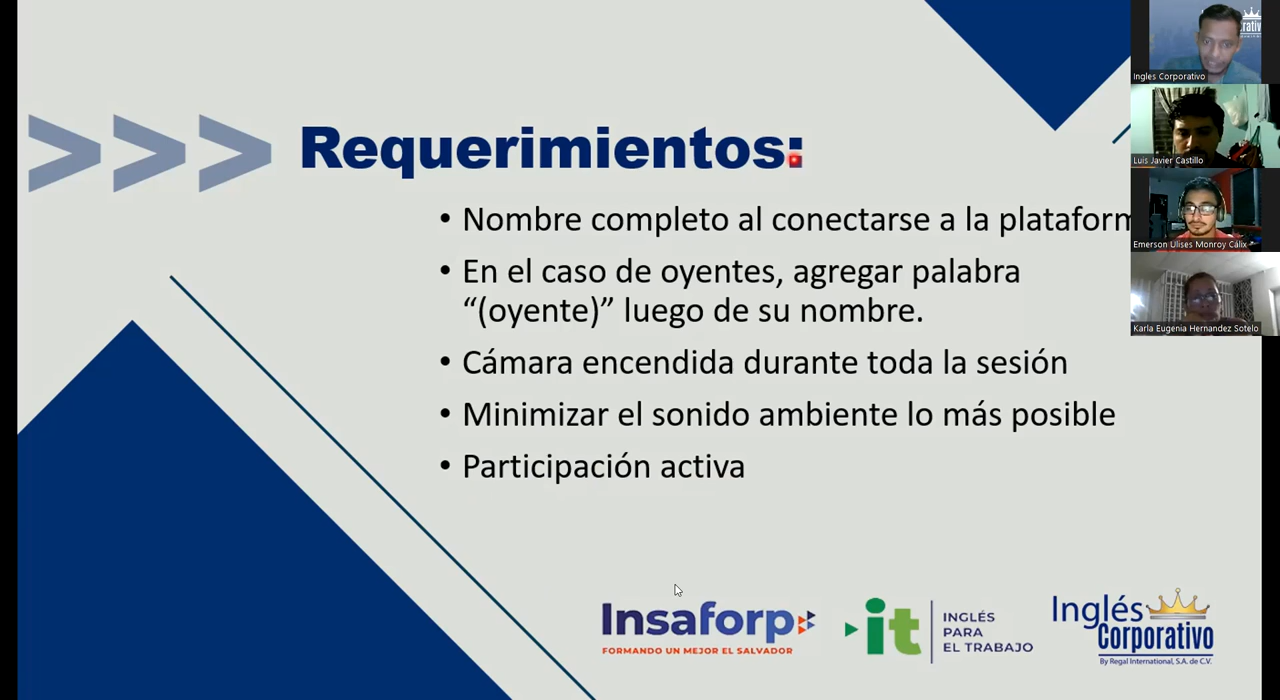 >>> Requerimientos:
• Nombre completo al conectarse a la plataform
• En el caso de oyentes, agregar palabra
“(oyente)” luego de su nombre.
• Cámara encendida durante toda la sesión
• Minimizar el sonido ambiente lo más posible
• Participación activa
Insaforp
FORMANDO UN MEJOR EL SALVADOR
it
INGLÉS
PARA
EL TRABAJO
Inglés
Corporativo
By Regal International, S.A. de C.V.
Ingles Corporativo
Luis Javier Castillo
Emerson Ulises Monroy Cálix
Karla Eugenia Hernandez Sotelo